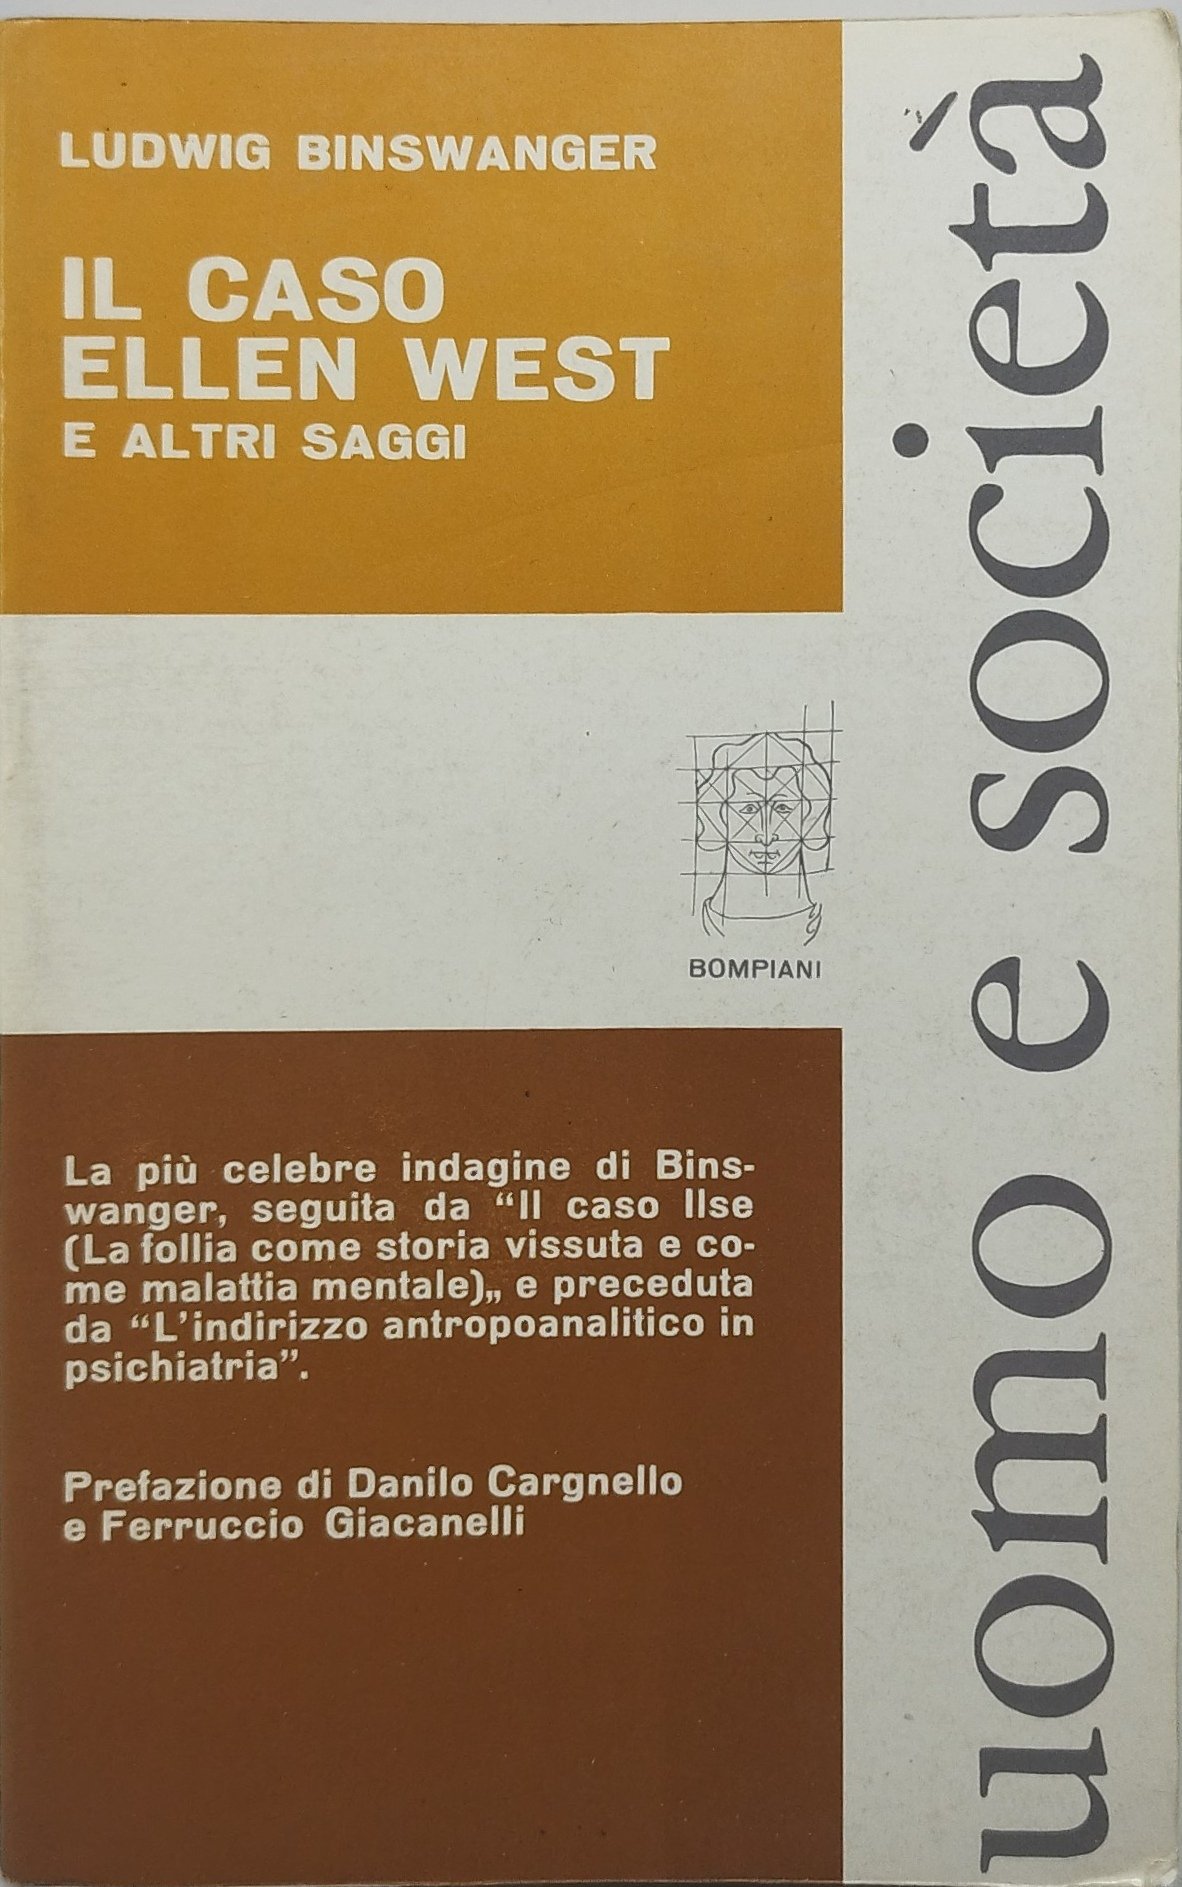 LUDWIG BINSWANGER
IL CASO
ELLEN WEST
E ALTRI SAGGI
BOMPIANI
La più celebre indagine di Bins-
wanger, seguita da “Il caso Ilse
(La follia come storia vissuta e co-
me malattia mentale)„ e preceduta
da “L'indirizzo antropoanalitico in
psichiatria”.
Prefazione di Danilo Cargnello
e Ferruccio Giacanelli
uomo e società